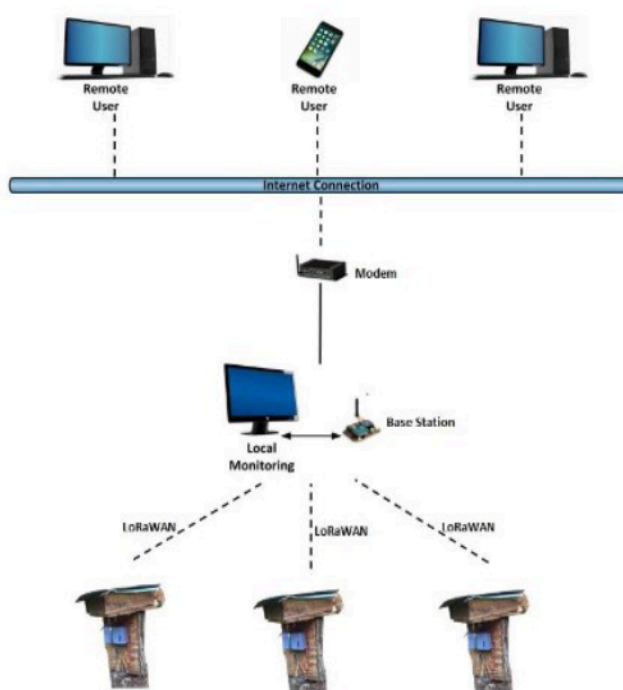 Remote
User
Remote
User
Remote
User
Internet Connection
Modem
Base Station
Local
Monitoring
LoRaWAN
LoRaWAN
LoRaWAN